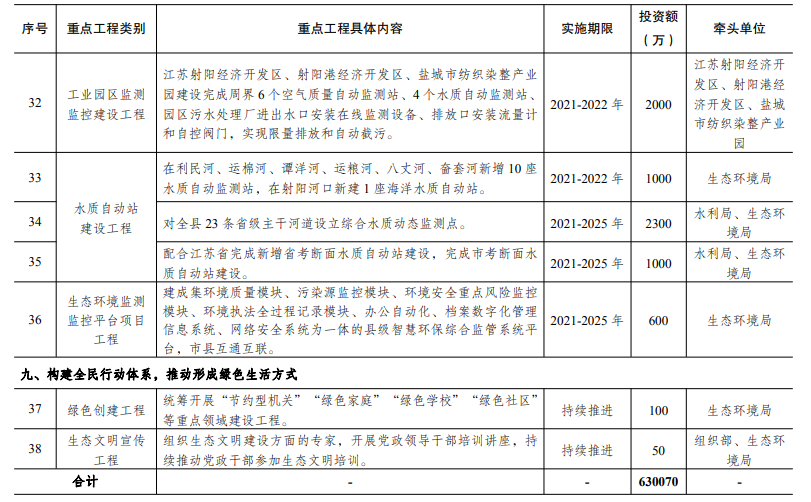 序号 重点工程类别 重点工程具体内容 实施期限 投资额（万） 牵头单位
32 工业园区监测监控建设工程
江苏射阳经济开发区、射阳港经济开发区、盐城市纺织染整产业
园建设完成周界 6 个空气质量自动监测站、4 个水质自动监测站、
园区污水处理厂进出水口安装在线监测设备、排放口安装流量计
和自控阀门，实现限量排放和自动截污。
2021-2022 年 2000
江苏射阳经济开
发区、射阳港经
济开发区、盐城
市纺织染整产业
园
33
水质自动站
建设工程
在利民河、运棉河、谭洋河、运粮河、八丈河、奤套河新增 10 座
水质自动监测站，在射阳河口新建 1 座海洋水质自动站。
2021-2022 年 1000 生态环境局
34 对全县 23 条省级主干河道设立综合水质动态监测点。 2021-2025 年 2300
水利局、生态环
境局
35
配合江苏省完成新增省考断面水质自动站建设，完成市考断面水
质自动站建设。
2021-2025 年 1000
水利局、生态环
境局
36
生态环境监测
监控平台项目
工程
建成集环境质量模块、污染源监控模块、环境安全重点风险监控
模块、环境执法全过程记录模块、办公自动化、档案数字化管理
信息系统、网络安全系统为一体的县级智慧环保综合监管系统平
台，市县互通互联。
2021-2025 年 600 生态环境局
九、构建全民行动体系，推动形成绿色生活方式
37 绿色创建工程
统筹开展“节约型机关”“绿色家庭”“绿色学校”“绿色社区”
等重点领域建设工程。
持续推进 100 生态环境局
38
生态文明宣传
工程
组织生态文明建设方面的专家，开展党政领导干部培训讲座，持
续推动党政干部参加生态文明培训。
持续推进 50
组织部、生态环
境局
合计 - - 630070 -